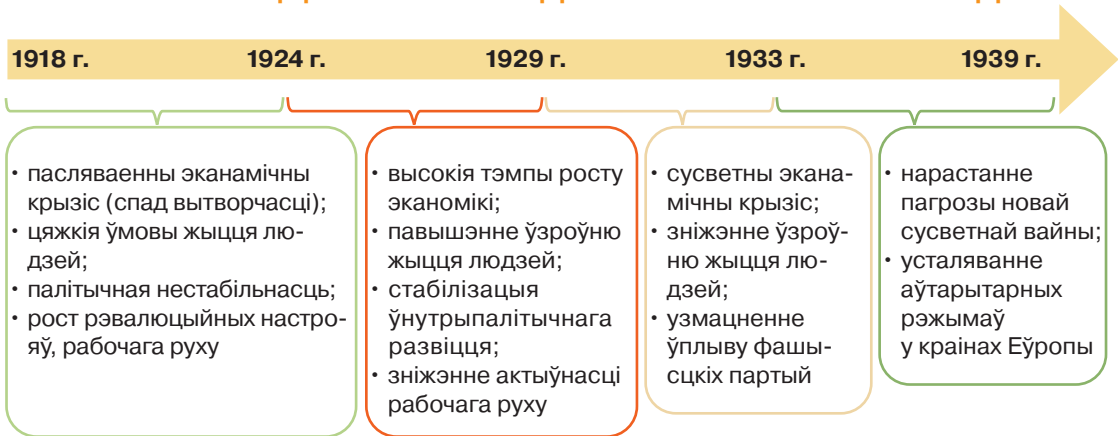 1918 г. 1924 г. 1929 г. 1933 г. 1939 г.
• пасляваенны эканамічны
крызіс (спад вытворчасці);
• цяжкія ўмовы жыцця лю-
дзей;
• палітычная нестабільнасць;
• рост рэвалюцыйных настро-
яў, рабочага руху
• высокія тэмпы росту
эканомікі;
• павышэнне ўзроўню
жыцця людзей;
• стабілізацыя
ўнутрыпалітычнага
развіцця;
• зніжэнне актыўнасці
рабочага руху
• сусветны экана-
мічны крызіс;
• зніжэнне ўзроў-
ню жыцця лю-
дзей;
• узмацненне
ўплыву фашы-
сцкіх партый
• нарастанне
пагрозы новай
сусветнай вайны;
• усталяванне
аўтарытарных
рэжымаў
у краінах Еўропы